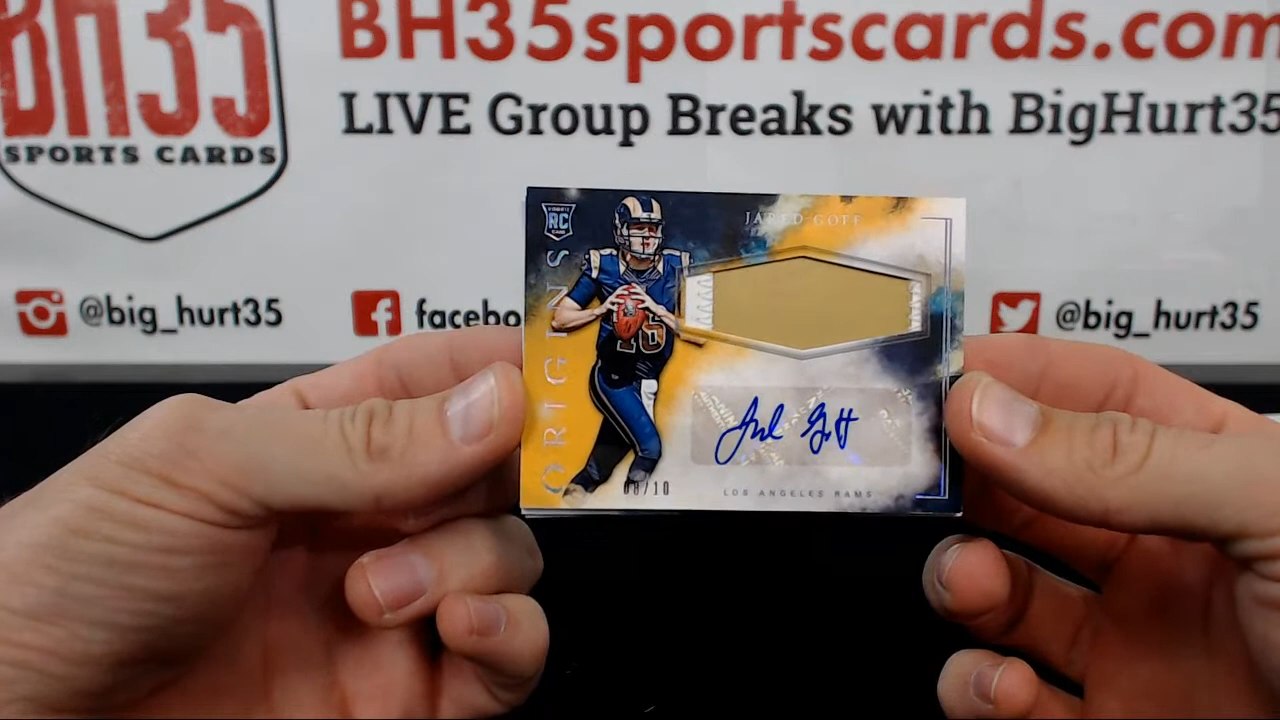 BH35
SPORTS CARDS
BH35sportscards.com
LIVE Group Breaks with BigHurt35
@big_hurt35
facebo
@big_hurt35
RC
JARED GOFF
ORIGINS
16
08/10
LOS ANGELES RAMS